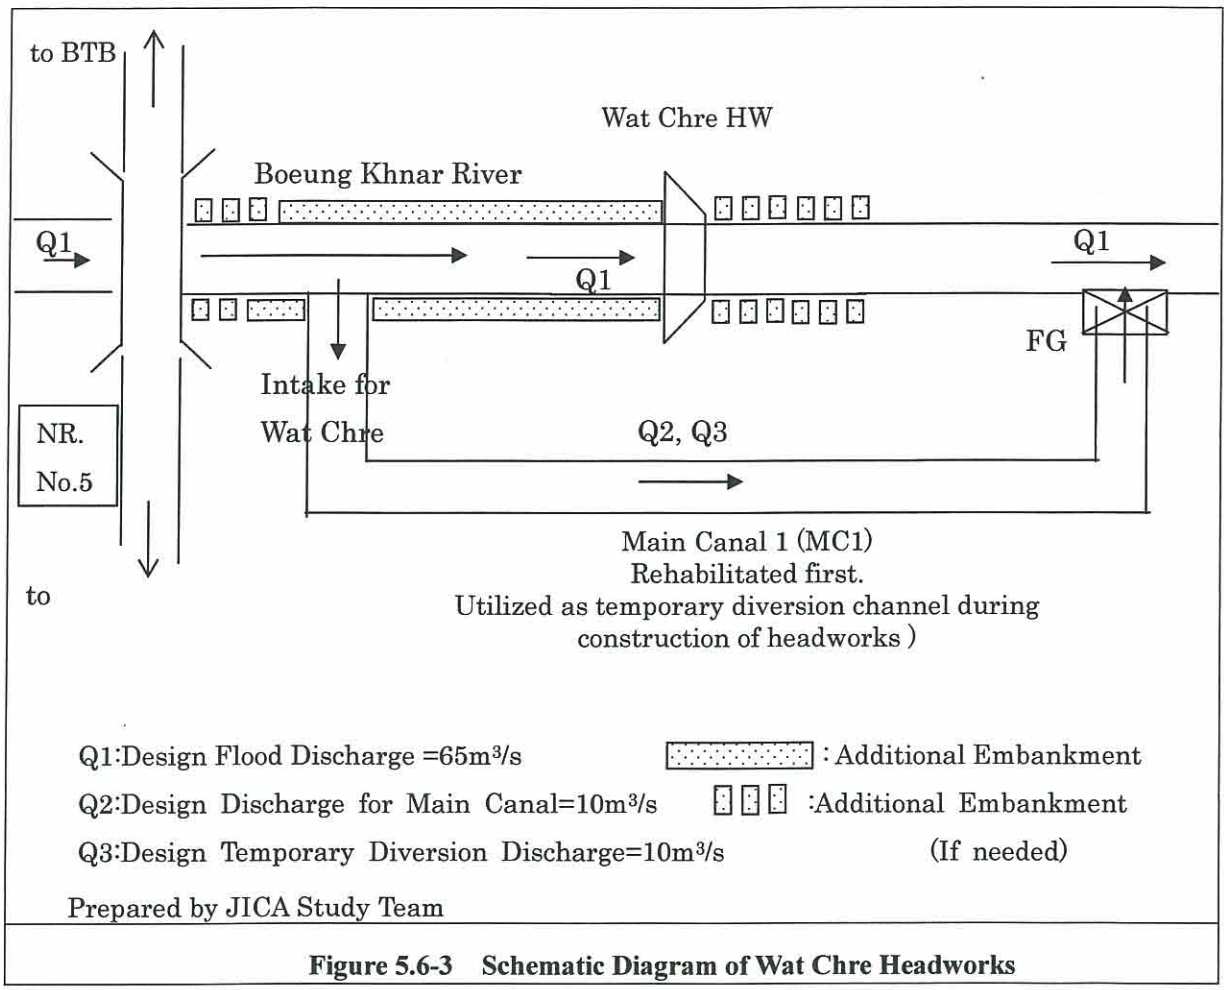 to BTB
Wat Chre HW
Boeung Khnar River
Q1
Q1
Q1
FG
Intake for
Wat Chre
Q2, Q3
NR.
No.5
Main Canal 1 (MC1)
Rehabilitated first.
Utilized as temporary diversion channel during
construction of headworks )
to
Q1:Design Flood Discharge =65m³/s
: Additional Embankment
Q2:Design Discharge for Main Canal=10m³/s
:Additional Embankment
Q3:Design Temporary Diversion Discharge=10m³/s
(If needed)
Prepared by JICA Study Team
Figure 5.6-3 Schematic Diagram of Wat Chre Headworks